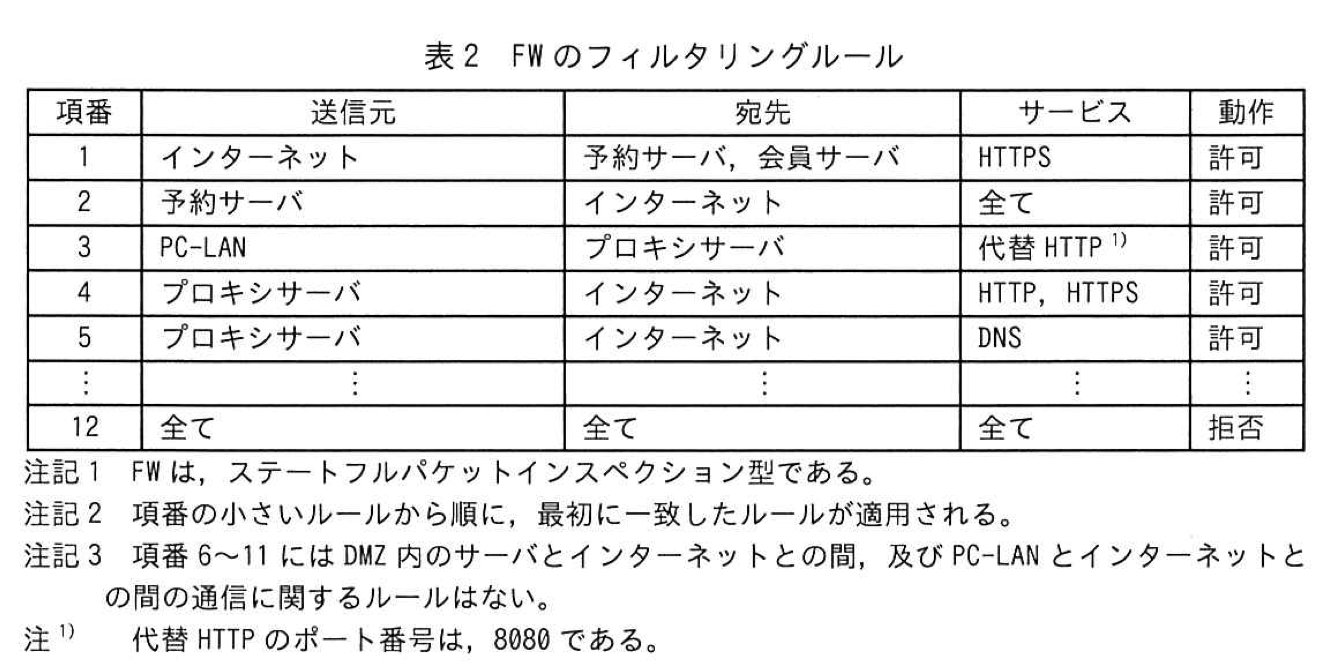 表2 FWのフィルタリングルール
項番 送信元 宛先 サービス 動作
1 インターネット 予約サーバ，会員サーバ HTTPS 許可
2 予約サーバ インターネット 全て 許可
3 PC-LAN プロキシサーバ 代替HTTP 1) 許可
4 プロキシサーバ インターネット HTTP，HTTPS 許可
5 プロキシサーバ インターネット DNS 許可
⋮ ⋮ ⋮ ⋮ ⋮
12 全て 全て 全て 拒否
注記1 FWは，ステートフルパケットインスペクション型である。
注記2 項番の小さいルールから順に，最初に一致したルールが適用される。
注記3 項番6～11にはDMZ内のサーバとインターネットとの間，及びPC-LANとインターネットと
の間の通信に関するルールはない。
注 1) 代替HTTPのポート番号は，8080である。